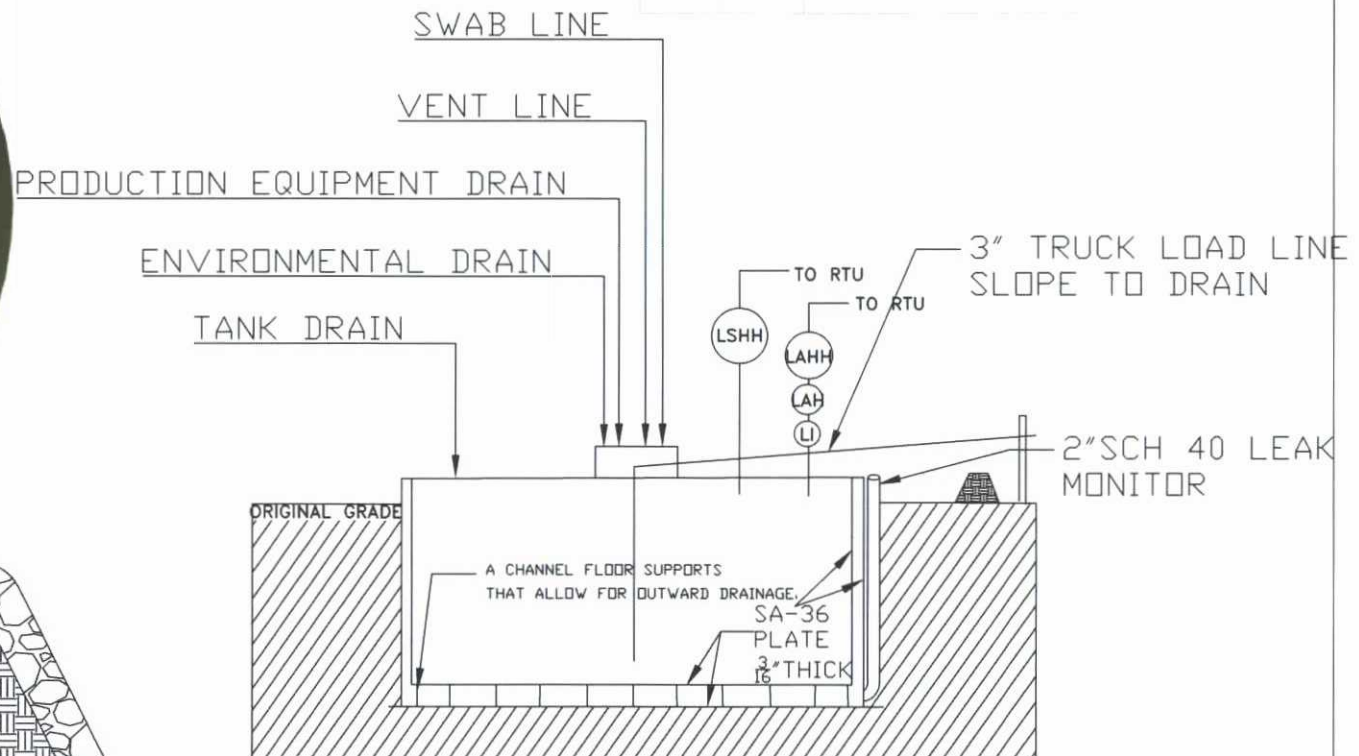 SWAB LINE
VENT LINE
PRODUCTION EQUIPMENT DRAIN
ENVIRONMENTAL DRAIN
TANK DRAIN
TO RTU
TO RTU
3" TRUCK LOAD LINE
SLOPE TO DRAIN
LSHH
LAHH
LAH
LI
2"SCH 40 LEAK
MONITOR
ORIGINAL GRADE
A CHANNEL FLOOR SUPPORTS
THAT ALLOW FOR OUTWARD DRAINAGE.
SA-36
PLATE
3/16"THICK